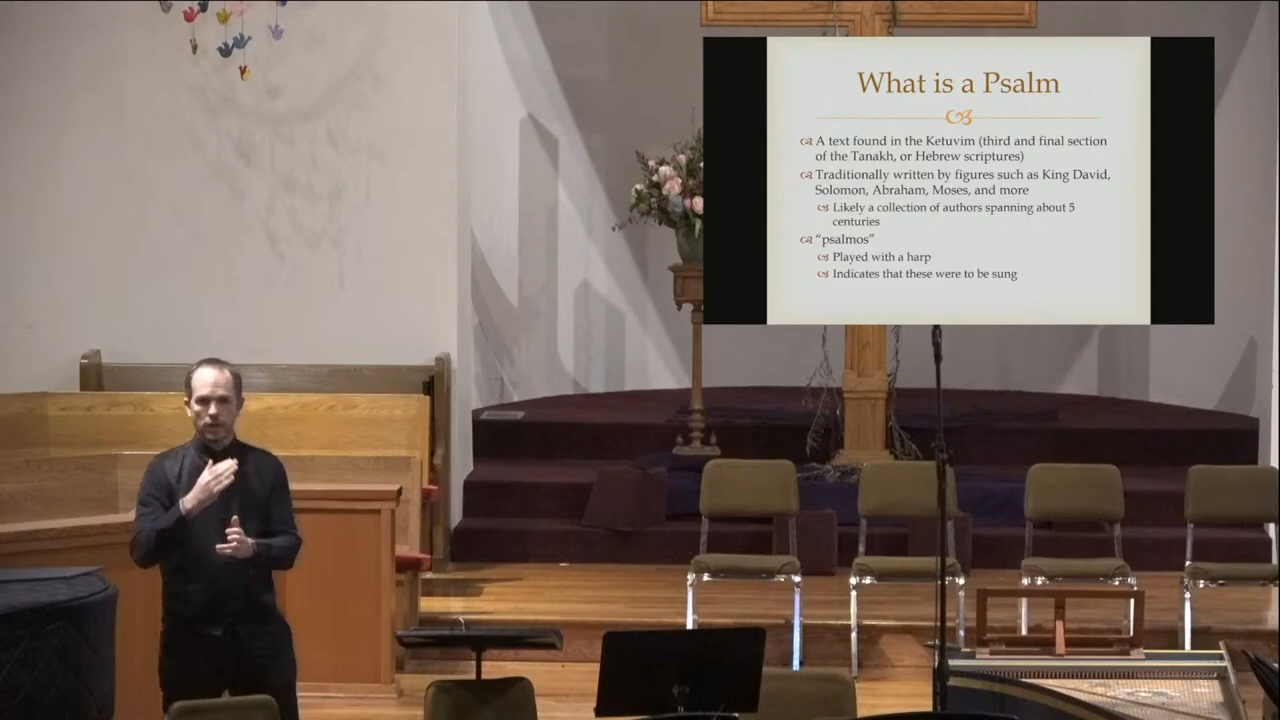 What is a Psalm
A text found in the Ketuvim (third and final section
of the Tanakh, or Hebrew scriptures)
Traditionally written by figures such as King David,
Solomon, Abraham, Moses, and more
Likely a collection of authors spanning about 5
centuries
“psalmos”
Played with a harp
Indicates that these were to be sung